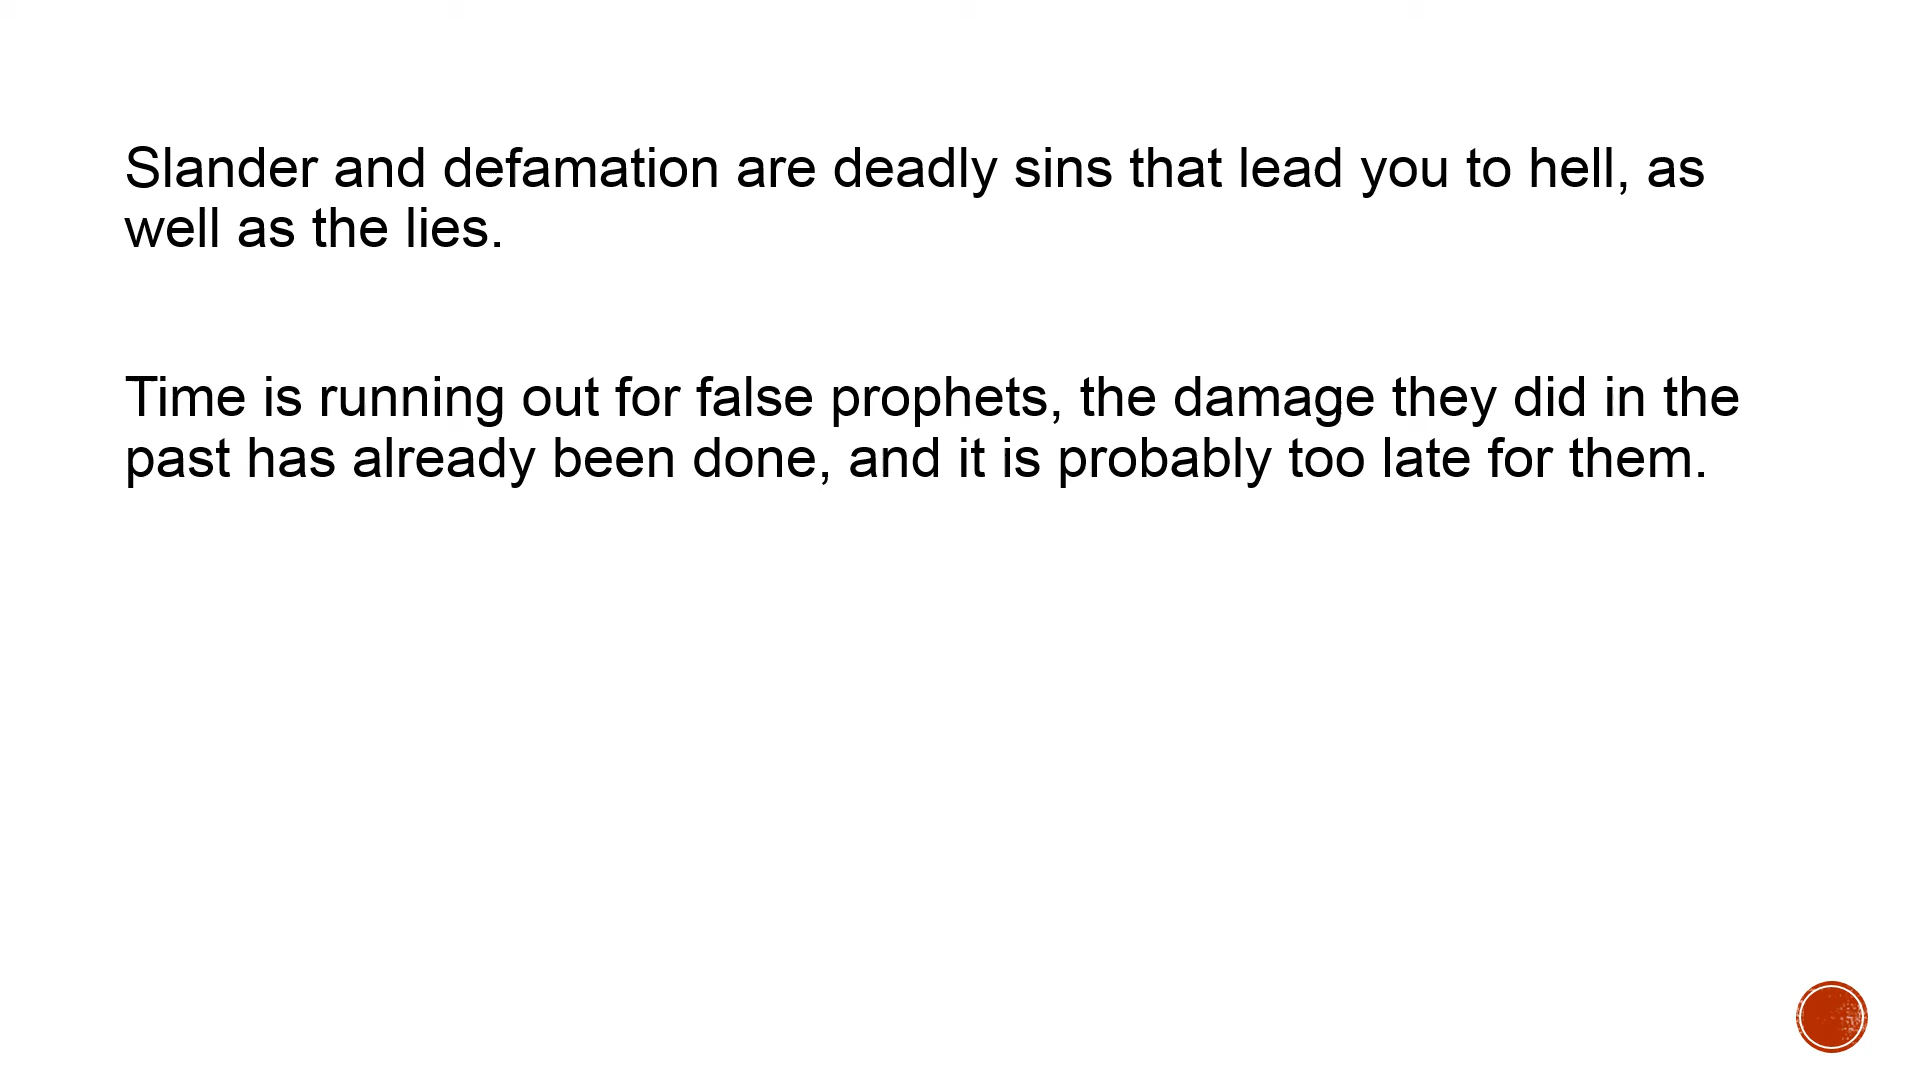 Slander and defamation are deadly sins that lead you to hell, as
well as the lies.
Time is running out for false prophets, the damage they did in the
past has already been done, and it is probably too late for them.